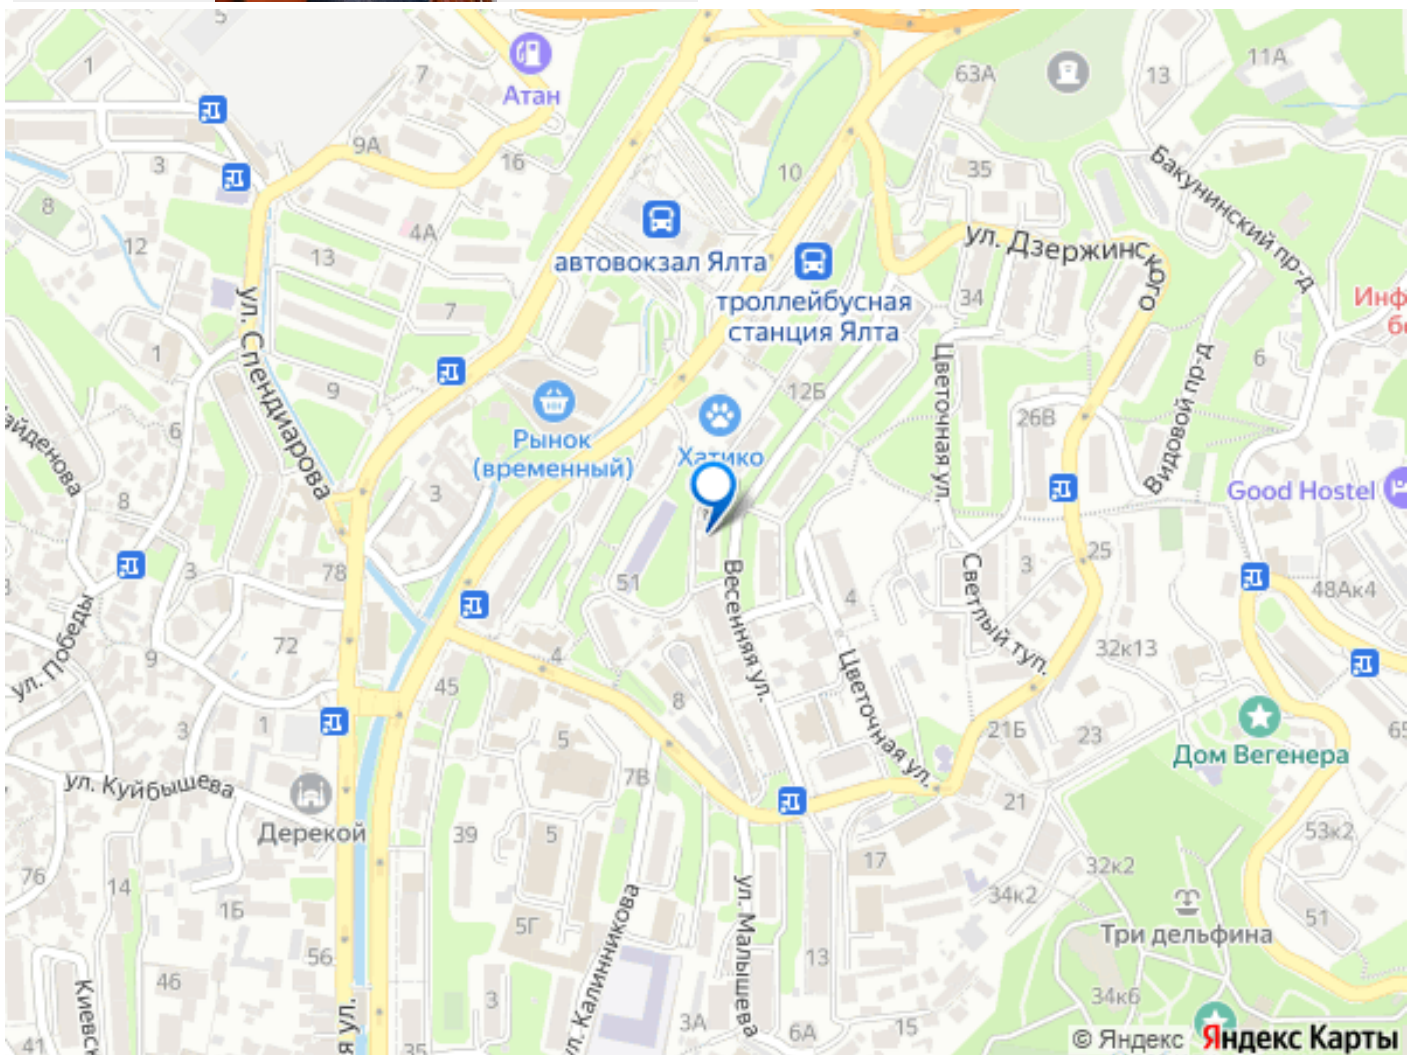 5
1
Атан
7
63А
13
11А
9А
16
3
10
35
Бакунинский пр-д
8
12
4А
13
автовокзал Ялта
ул. Дзержинского
троллейбусная
станция Ялта
34
7
ул. Спендиарова
1
9
12Б
Цветочная ул.
6
26В
Видовой пр-д
6
Рынок
(временный)
Хатико
8
3
Good Hostel
78
3
51
Весенняя ул.
4
Светлый туп.
3
25
48Ак4
ул. Победы
72
9
4
32к13
45
8
Цветочная ул.
1
3
5
21Б
23
Дом Вегенера
ул. Куйбышева
7В
Дерекой
39
5
21
53к2
76
14
17
32к2
34к2
1Б
5Г
ул. Калинникова
ул. Малышева
Три дельфина
51
56
13
46
3
34к6
3А
6А
15
35
© Яндекс Яндекс Карты